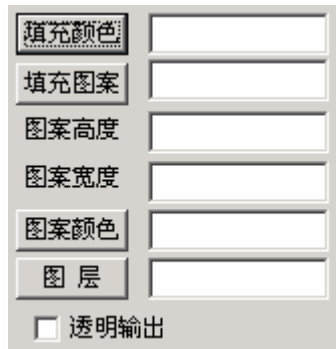 填充颜色
填充图案
图案高度
图案宽度
图案颜色
图 层
透明输出